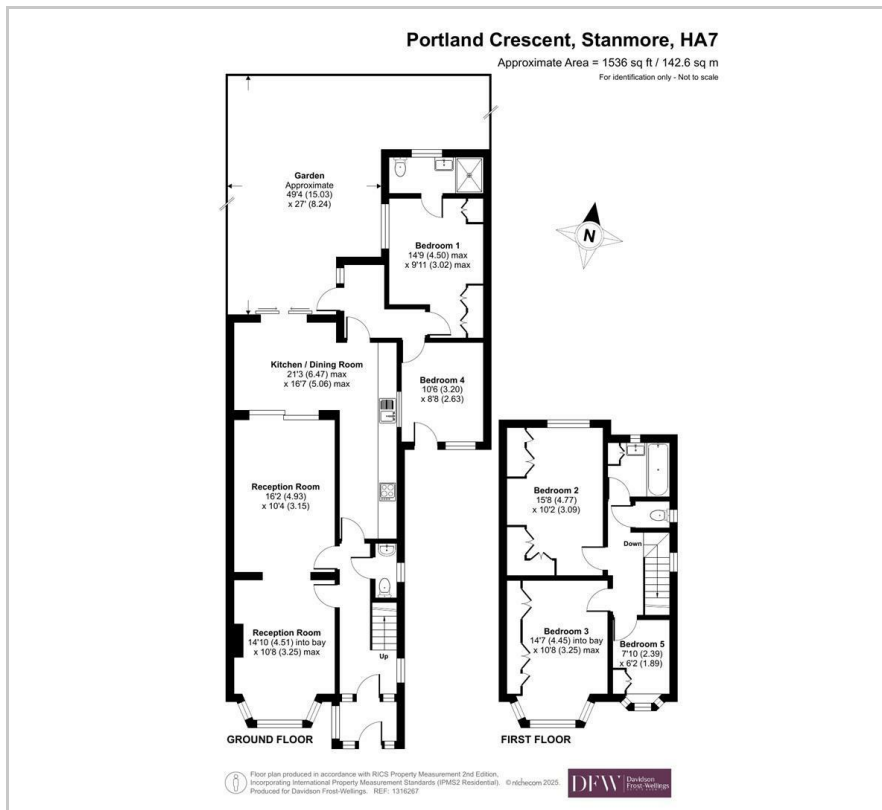 Portland Crescent, Stanmore, HA7
Approximate Area = 1536 sq ft / 142.6 sq m
For identification only - Not to scale
Garden
Approximate
49'4 (15.03)
x 27' (8.24)
Bedroom 1
14'9 (4.50) max
x 9'11 (3.02) max
N
Kitchen / Dining Room
21'3 (6.47) max
x 16'7 (5.06) max
Bedroom 4
10'6 (3.20)
x 8'8 (2.63)
Reception Room
16'2 (4.93)
x 10'4 (3.15)
Bedroom 2
15'8 (4.77)
x 10'2 (3.09)
Down
Reception Room
14'10 (4.51) into bay
x 10'8 (3.25) max
Up
Bedroom 3
14'7 (4.45) into bay
x 10'8 (3.25) max
Bedroom 5
7'10 (2.39)
x 6'2 (1.89)
GROUND FLOOR
FIRST FLOOR
Floor plan produced in accordance with RICS Property Measurement 2nd Edition.
Incorporating International Property Measurement Standards (IPMS2 Residential). © nichecom 2025.
Produced for Davidson Frost-Wellings. REF: 1316267
DFW Davidson
Frost-Wellings